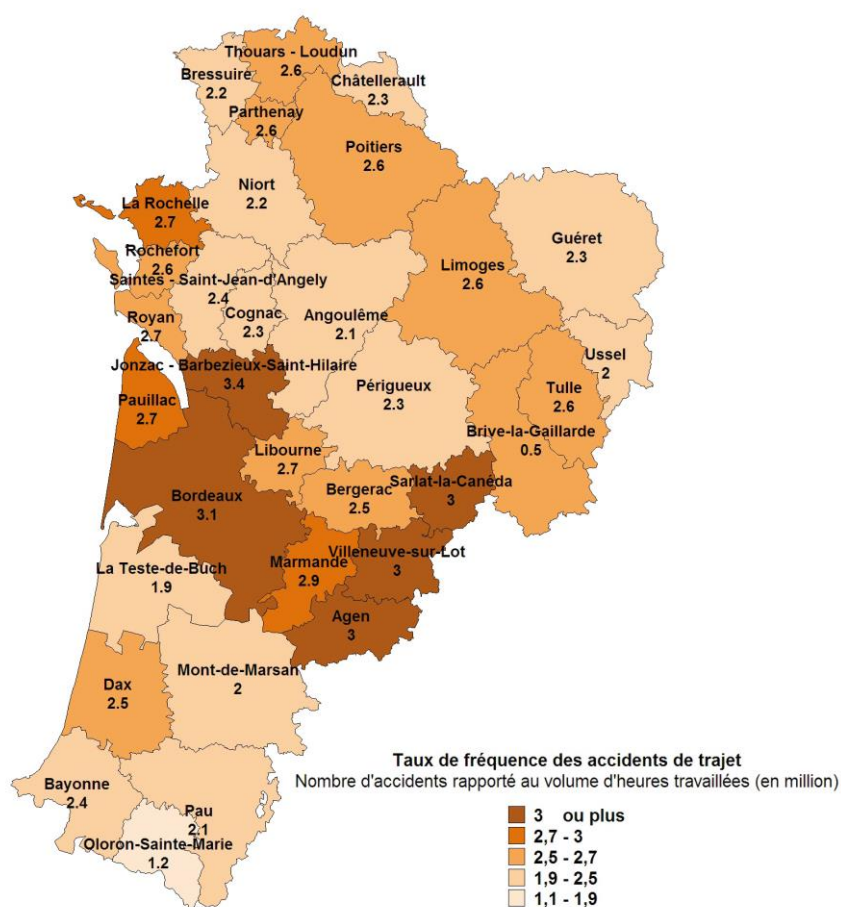 Thouars - Loudun
2.6
Bressuire
2.2
Châtellerault
2.3
Parthenay
2.6
Poitiers
2.6
Niort
2.2
La Rochelle
2.7
Guéret
2.3
Rochefort
2.6
Limoges
2.6
Saintes - Saint-Jean-d'Angely
2.4
Cognac
2.3
Angoulême
2.1
Royan
2.7
Ussel
2
Jonzac - Barbezieux-Saint-Hilaire
3.4
Périgueux
2.3
Tulle
2.6
Pauillac
2.7
Brive-la-Gaillarde
0.5
Libourne
2.7
Bergerac
2.5
Sarlat-la-Canéda
3
Bordeaux
3.1
Villeneuve-sur-Lot
3
Marmande
2.9
La Teste-de-Buch
1.9
Agen
3
Mont-de-Marsan
2
Dax
2.5
Bayonne
2.4
Pau
2.1
Oloron-Sainte-Marie
1.2
Taux de fréquence des accidents de trajet
Nombre d'accidents rapporté au volume d'heures travaillées (en million)
3 ou plus
2,7 - 3
2,5 - 2,7
1,9 - 2,5
1,1 - 1,9